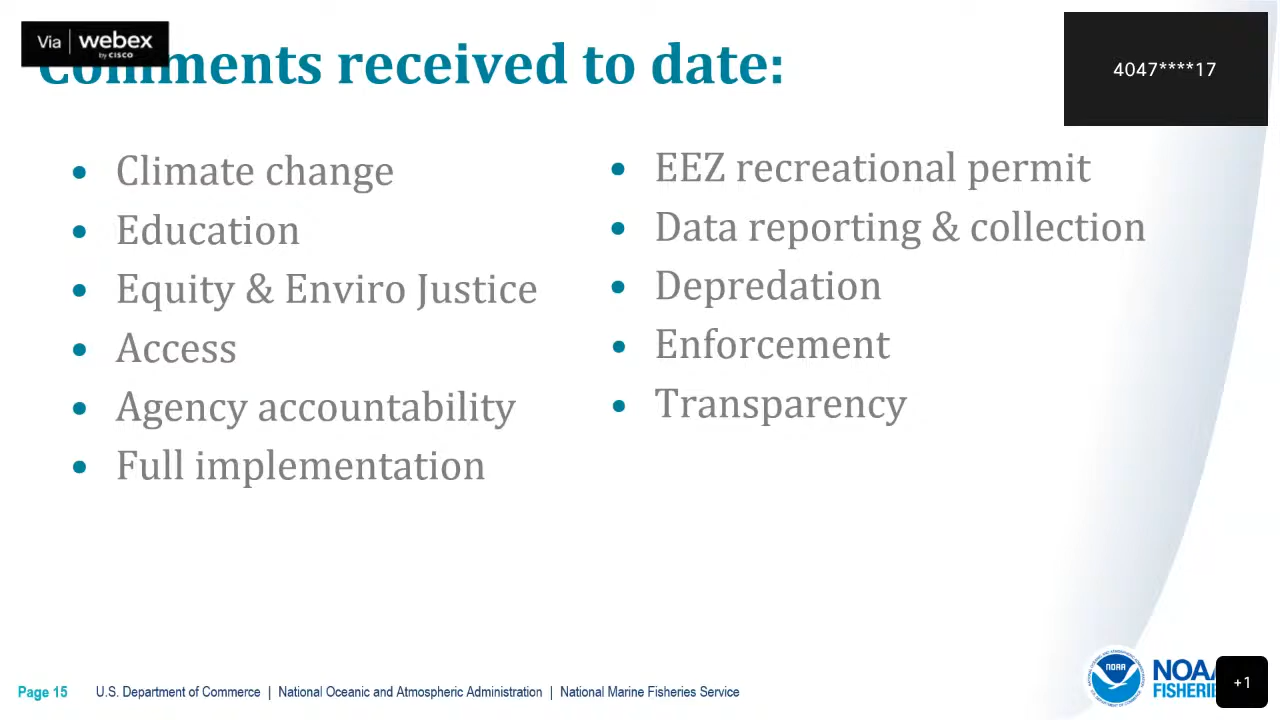 Via webex
by CISCO
Comments received to date:
4047****17
• Climate change
• Education
• Equity & Enviro Justice
• Access
• Agency accountability
• Full implementation
• EEZ recreational permit
• Data reporting & collection
• Depredation
• Enforcement
• Transparency
Page 15 U.S. Department of Commerce | National Oceanic and Atmospheric Administration | National Marine Fisheries Service
NOAA
NOAA
FISHERIES
+1